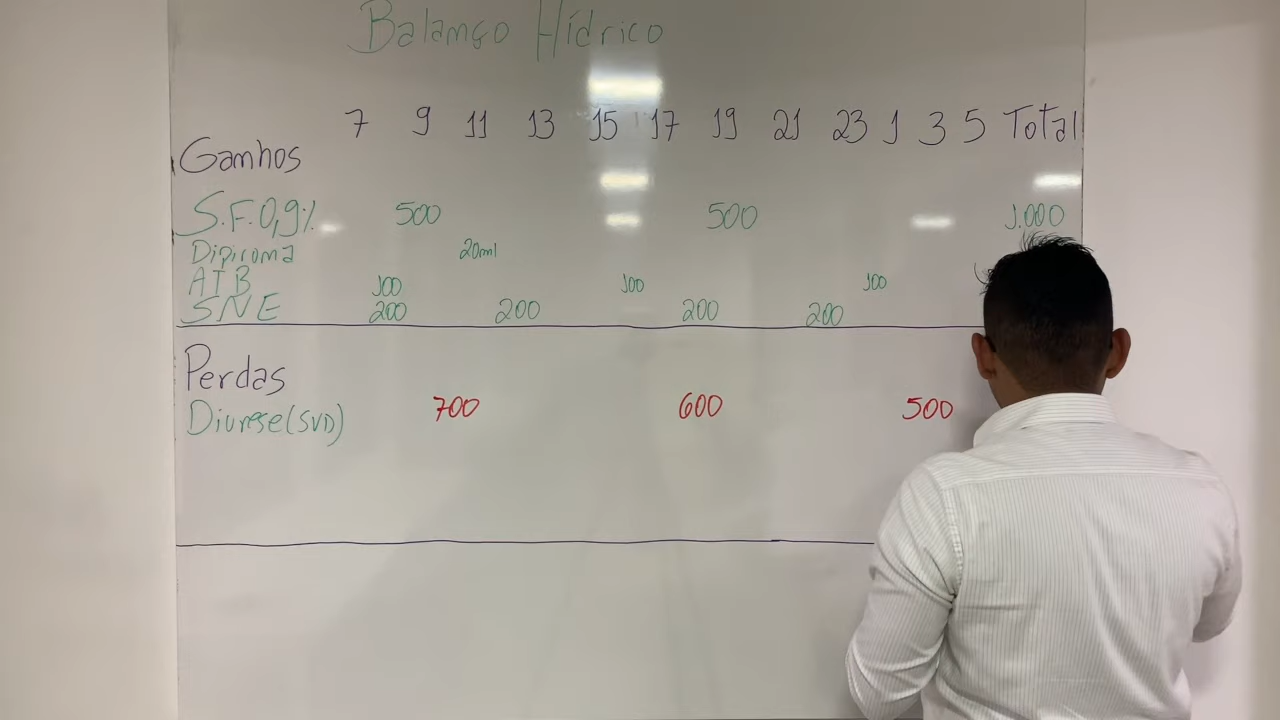 Balanço Hídrico
7 9 11 13 15 17 19 21 23 1 3 5 Total
Ganhos
S.F. 0,9% 500 500 1.000
Dipirona 20ml
ATB 100 100 100
SNE 200 200 200 200
Perdas
Diurese (SVD) 700 600 500